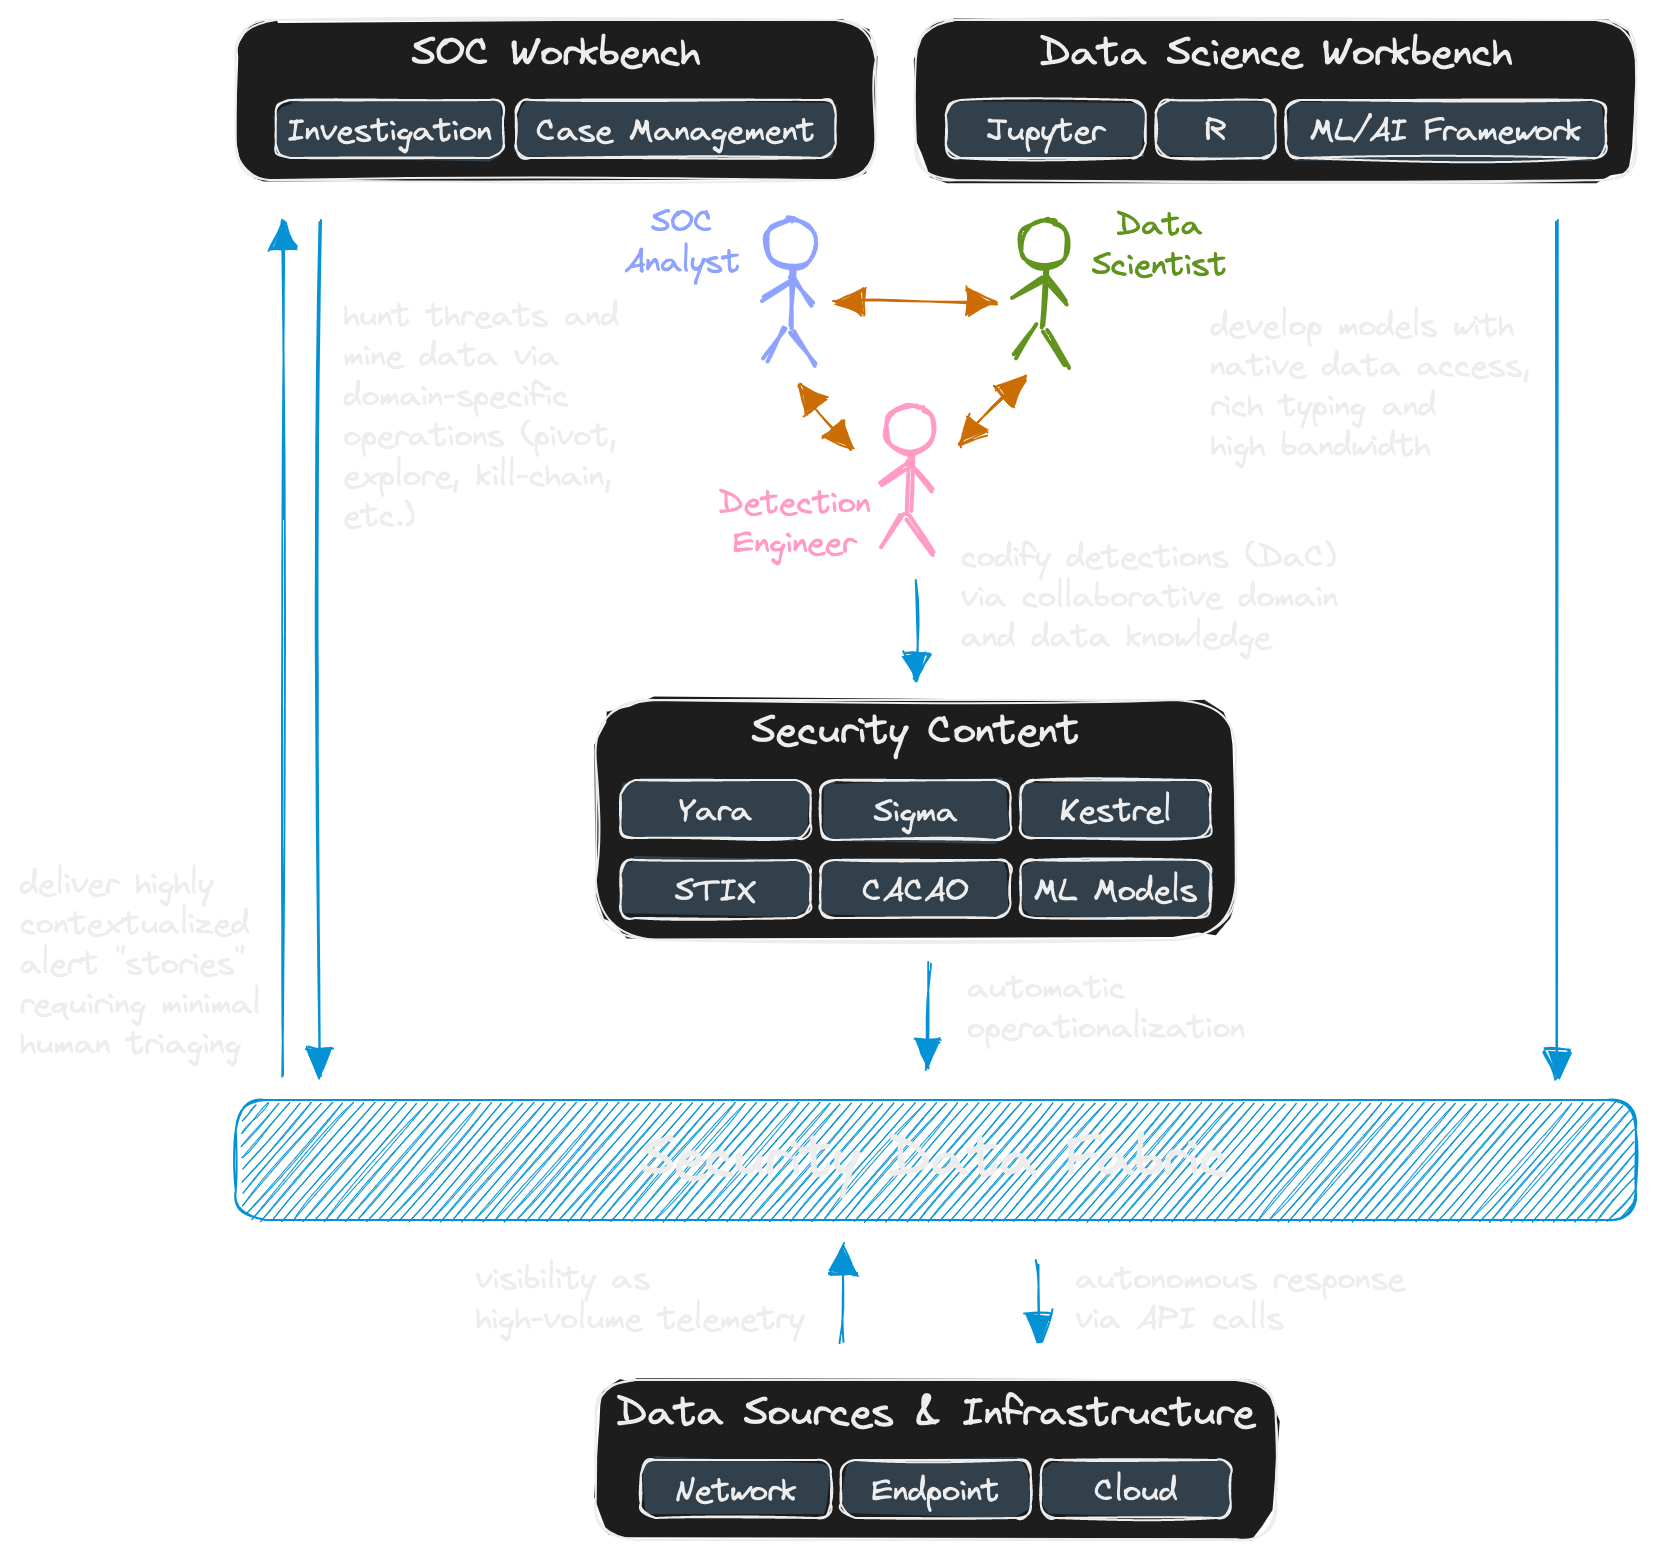 SOC Workbench
Investigation
Case Management
Data Science Workbench
Jupyter
R
ML/AI Framework
SOC
Analyst
Data
Scientist
hunt threats and
mine data via
domain-specific
operations (pivot,
explore, kill-chain,
etc.)
develop models with
native data access,
rich typing and
high bandwidth
Detection
Engineer
codify detections (DaC)
via collaborative domain
and data knowledge
Security Content
Yara
Sigma
Kestrel
STIX
CACAO
ML Models
deliver highly
contextualized
alert "stories"
requiring minimal
human triaging
automatic
operationalization
Security Data Fabric
visibility as
high-volume telemetry
autonomous response
via API calls
Data Sources & Infrastructure
Network
Endpoint
Cloud